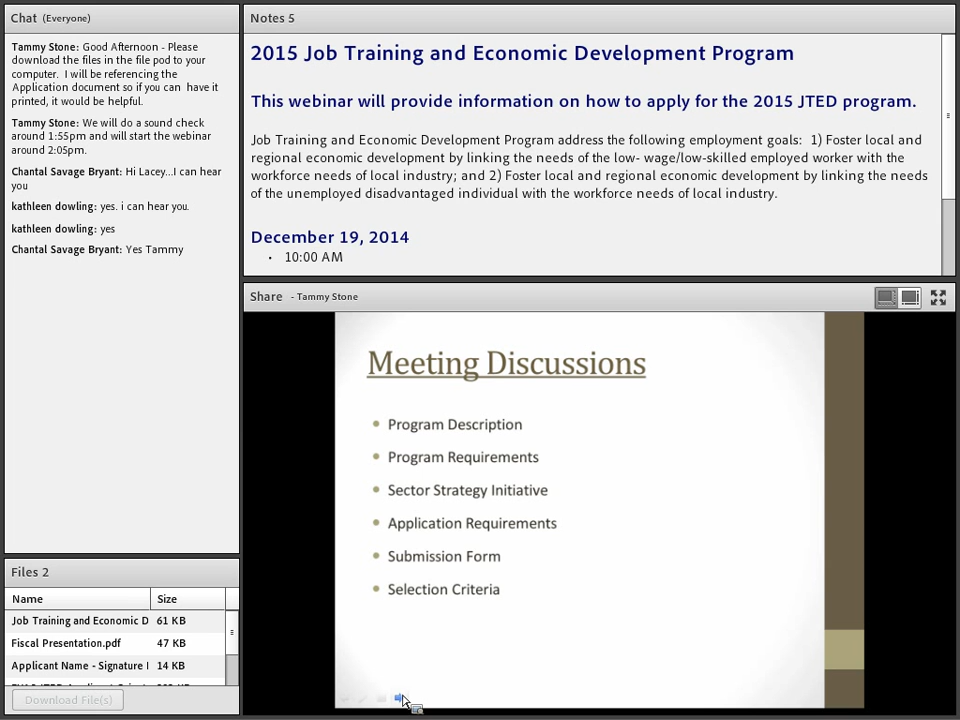 Chat (Everyone)
Tammy Stone: Good Afternoon - Please
download the files in the file pod to your
computer. I will be referencing the
Application document so if you can have it
printed, it would be helpful.
Tammy Stone: We will do a sound check
around 1:55pm and will start the webinar
around 2:05pm.
Chantal Savage Bryant: Hi Lacey...I can hear
you
kathleen dowling: yes. i can hear you.
kathleen dowling: yes
Chantal Savage Bryant: Yes Tammy
Files 2
Name Size
Job Training and Economic D 61 KB
Fiscal Presentation.pdf 47 KB
Applicant Name - Signature 14 KB
Download File(s)
Notes 5
2015 Job Training and Economic Development Program
This webinar will provide information on how to apply for the 2015 JTED program.
Job Training and Economic Development Program address the following employment goals: 1) Foster local and
regional economic development by linking the needs of the low- wage/low-skilled employed worker with the
workforce needs of local industry; and 2) Foster local and regional economic development by linking the needs
of the unemployed disadvantaged individual with the workforce needs of local industry.
December 19, 2014
• 10:00 AM
Share - Tammy Stone
Meeting Discussions
• Program Description
• Program Requirements
• Sector Strategy Initiative
• Application Requirements
• Submission Form
• Selection Criteria